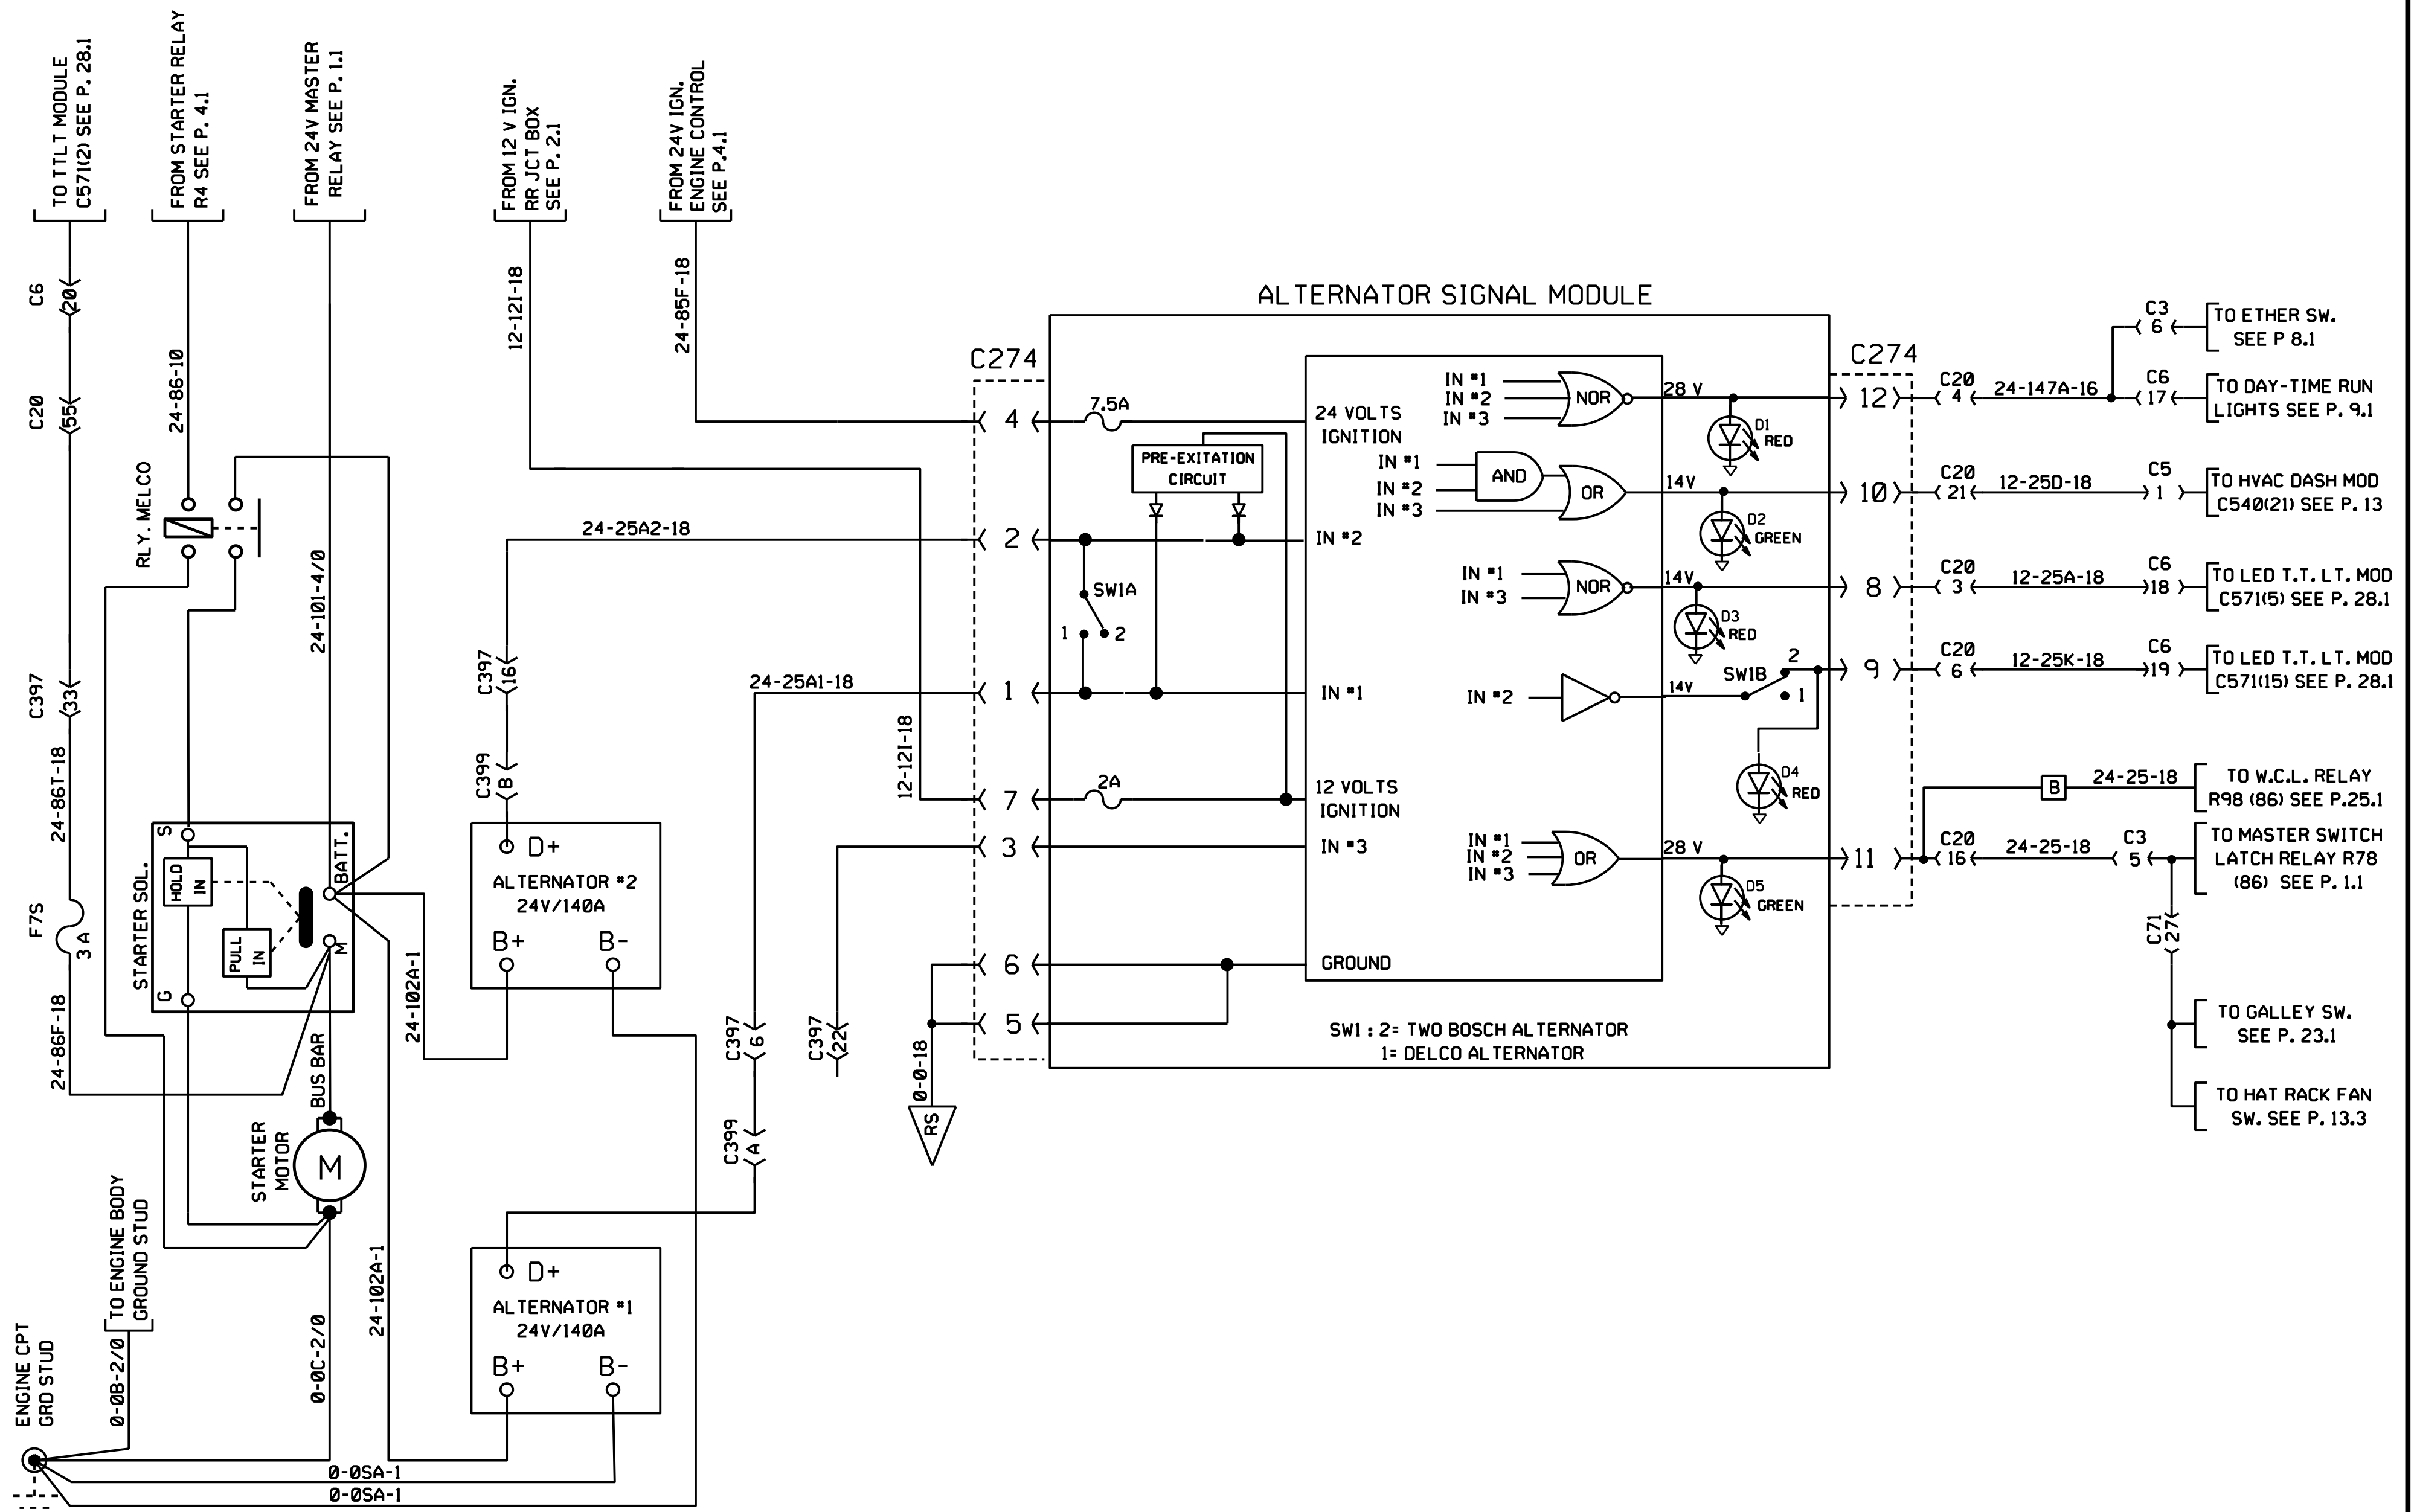 TO TTLT MODULE
C571(2) SEE P. 28.1
FROM STARTER RELAY
R4 SEE P. 4.1
FROM 24V MASTER
RELAY SEE P. 1.1
FROM 12 V IGN.
RR JCT BOX
SEE P. 2.1
FROM 24V IGN.
ENGINE CONTROL
SEE P.4.1
C6
20
C20
55
C397
33
24-86T-18
F7S
3 A
24-86F-18
24-86-10
RLY. MELCO
24-101-4/0
12-12I-18
24-85F-18
STARTER SOL.
S
HOLD
IN
PULL
IN
BATT.
M
G
BUS BAR
STARTER
MOTOR
M
TO ENGINE BODY
GROUND STUD
0-0B-2/0
0-0C-2/0
24-102A-1
24-102A-1
ENGINE CPT
GRD STUD
0-0SA-1
0-0SA-1
24-25A2-18
C397
16
C399
B
D+
ALTERNATOR #2
24V/140A
B+
B-
D+
ALTERNATOR #1
24V/140A
B+
B-
24-25A1-18
C397
6
C399
A
C397
22
12-12I-18
0-0-18
RS
ALTERNATOR SIGNAL MODULE
C274
4
2
1
7
3
6
5
7.5A
PRE-EXITATION
CIRCUIT
SW1A
1
2
2A
24 VOLTS
IGNITION
IN #2
IN #1
12 VOLTS
IGNITION
IN #3
GROUND
IN #1
IN #2
IN #3
NOR
28 V
D1
RED
IN #1
IN #2
IN #3
AND
OR
14V
D2
GREEN
IN #1
IN #3
NOR
14V
D3
RED
IN #2
14V
SW1B
2
1
D4
RED
IN #1
IN #2
IN #3
OR
28 V
D5
GREEN
SW1 : 2= TWO BOSCH ALTERNATOR
1= DELCO ALTERNATOR
C274
12
10
8
9
11
C20
4
24-147A-16
C3
6
TO ETHER SW.
SEE P 8.1
C6
17
TO DAY-TIME RUN
LIGHTS SEE P. 9.1
C20
21
12-25D-18
C5
1
TO HVAC DASH MOD
C540(21) SEE P. 13
C20
3
12-25A-18
C6
18
TO LED T.T. LT. MOD
C571(5) SEE P. 28.1
C20
6
12-25K-18
C6
19
TO LED T.T. LT. MOD
C571(15) SEE P. 28.1
B
24-25-18
TO W.C.L. RELAY
R98 (86) SEE P.25.1
C20
16
24-25-18
C3
5
TO MASTER SWITCH
LATCH RELAY R78
(86) SEE P. 1.1
C71
27
TO GALLEY SW.
SEE P. 23.1
TO HAT RACK FAN
SW. SEE P. 13.3